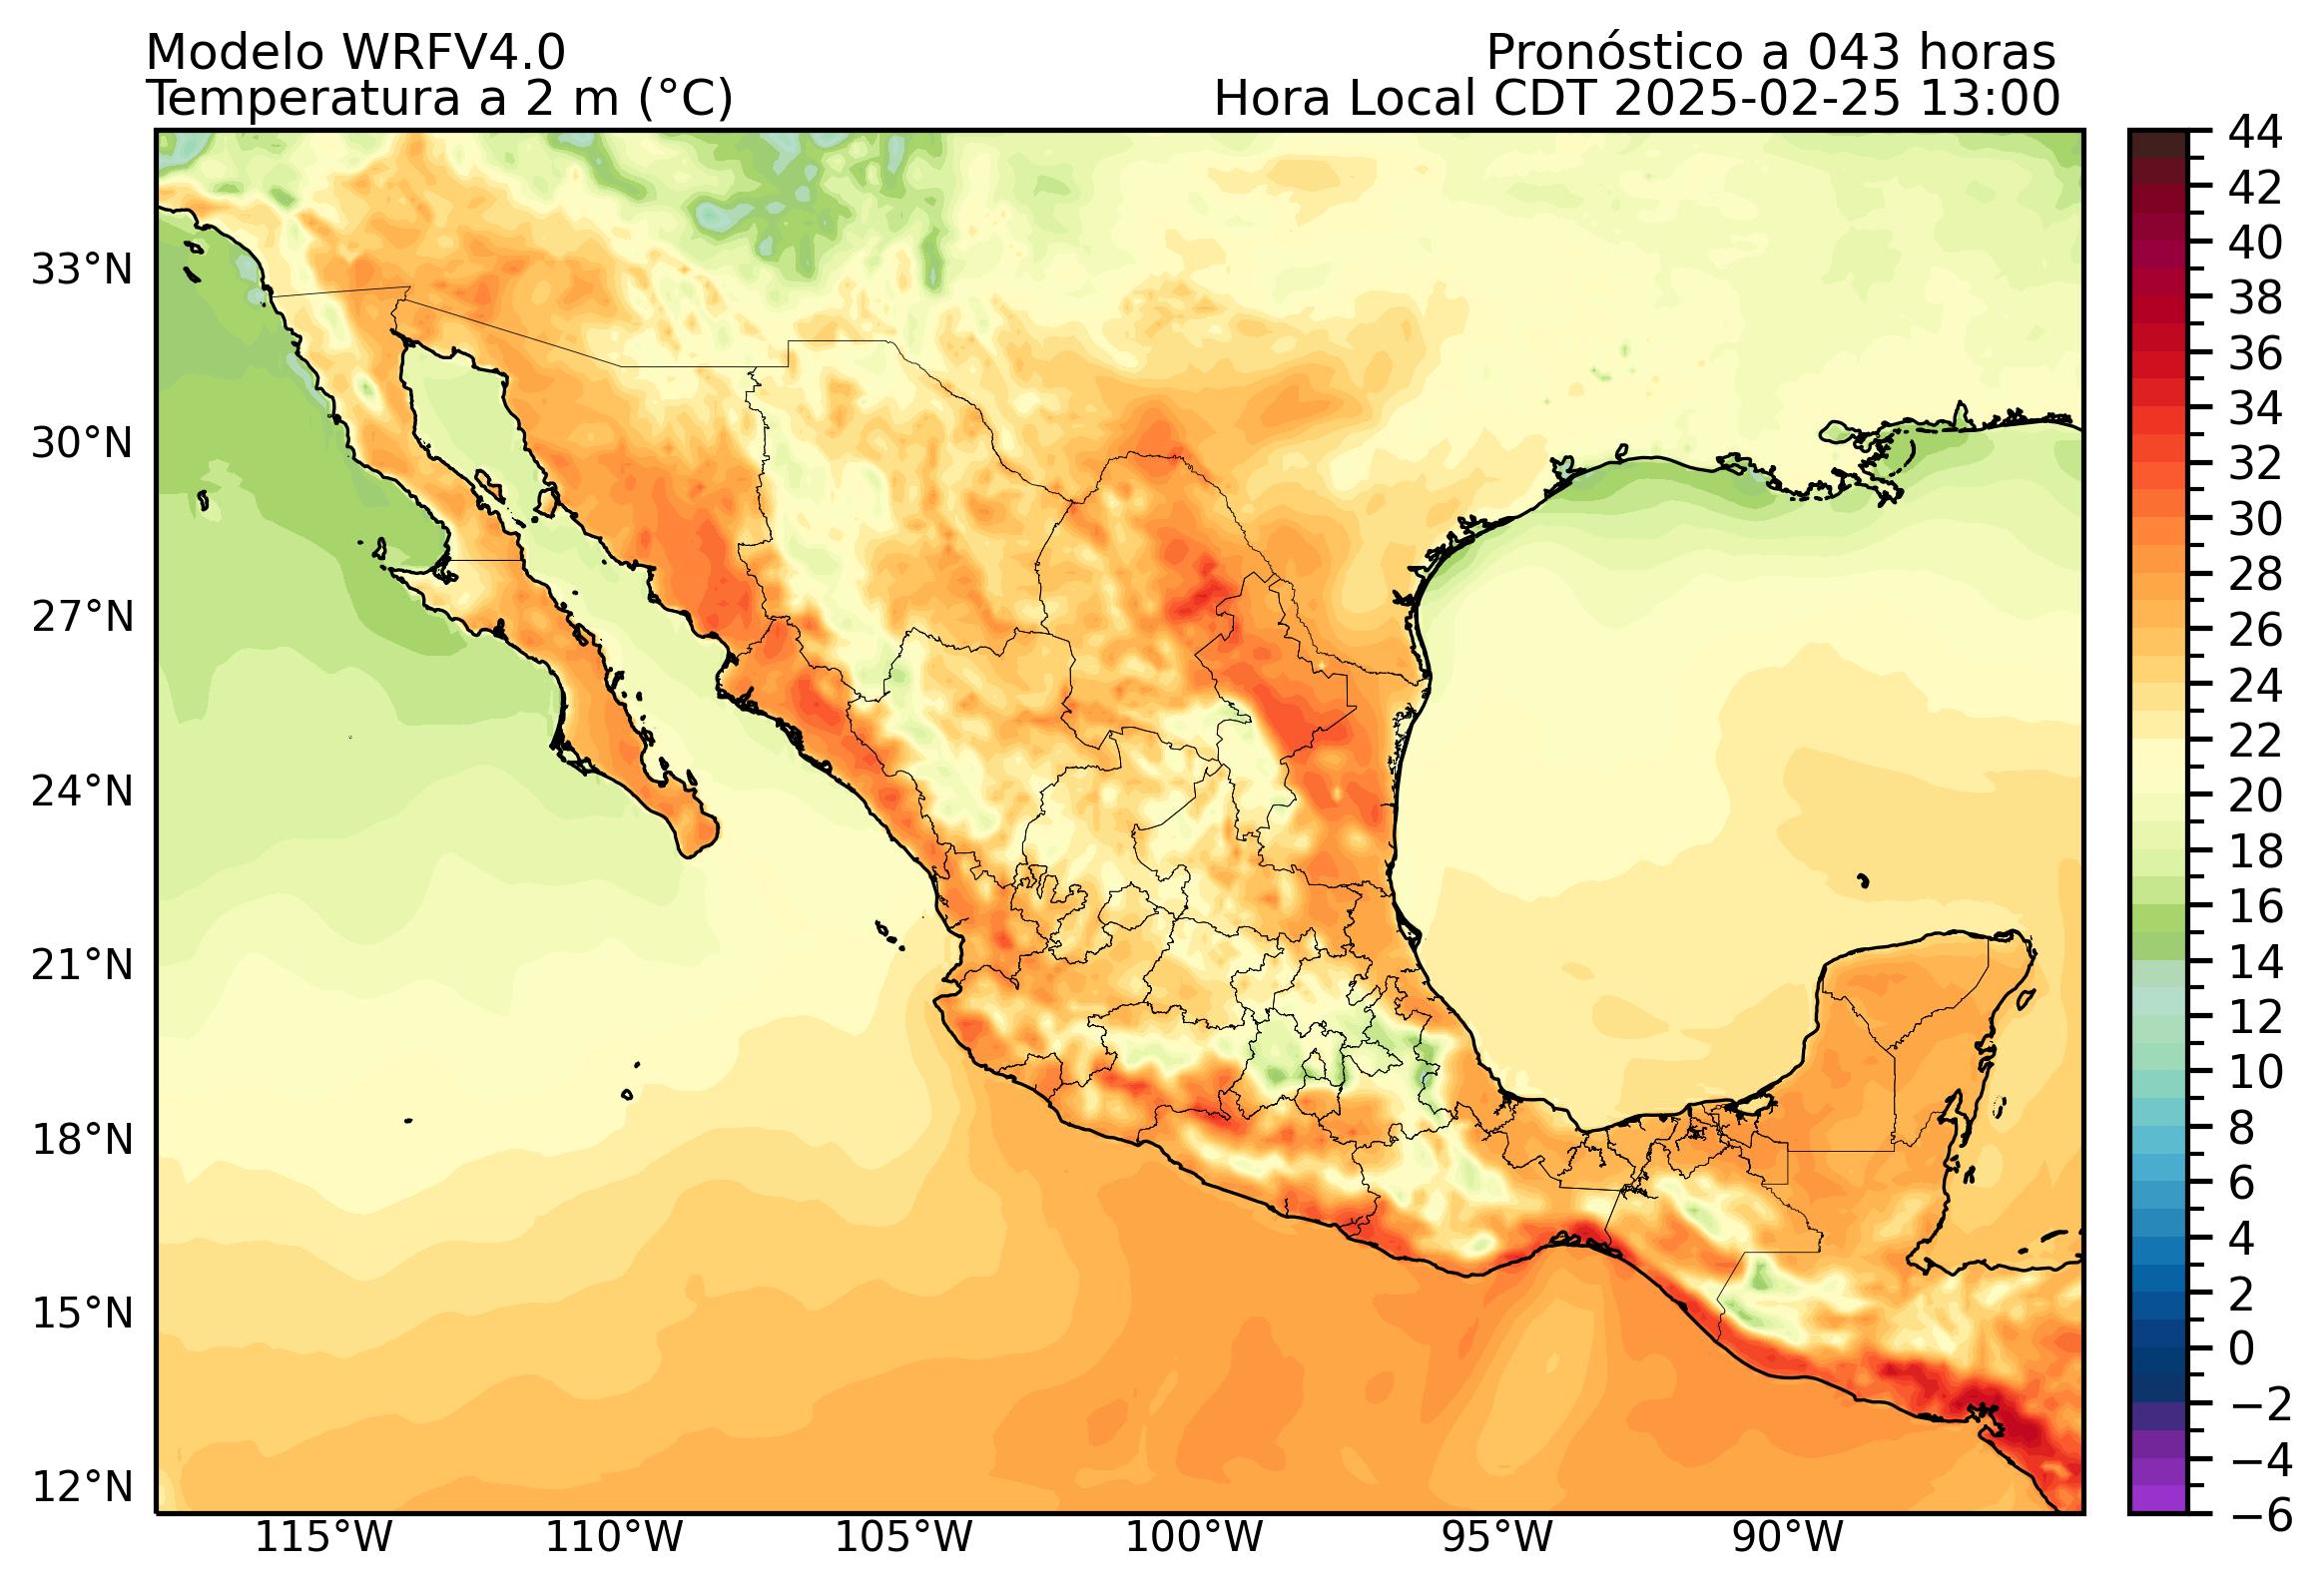 Modelo WRFV4.0
Pronóstico a 043 horas
Temperatura a 2 m (°C)
Hora Local CDT 2025-02-25 13:00
33°N
30°N
27°N
24°N
21°N
18°N
15°N
12°N
115°W
110°W
105°W
100°W
95°W
90°W
44
42
40
38
36
34
32
30
28
26
24
22
20
18
16
14
12
10
8
6
4
2
0
−2
−4
−6